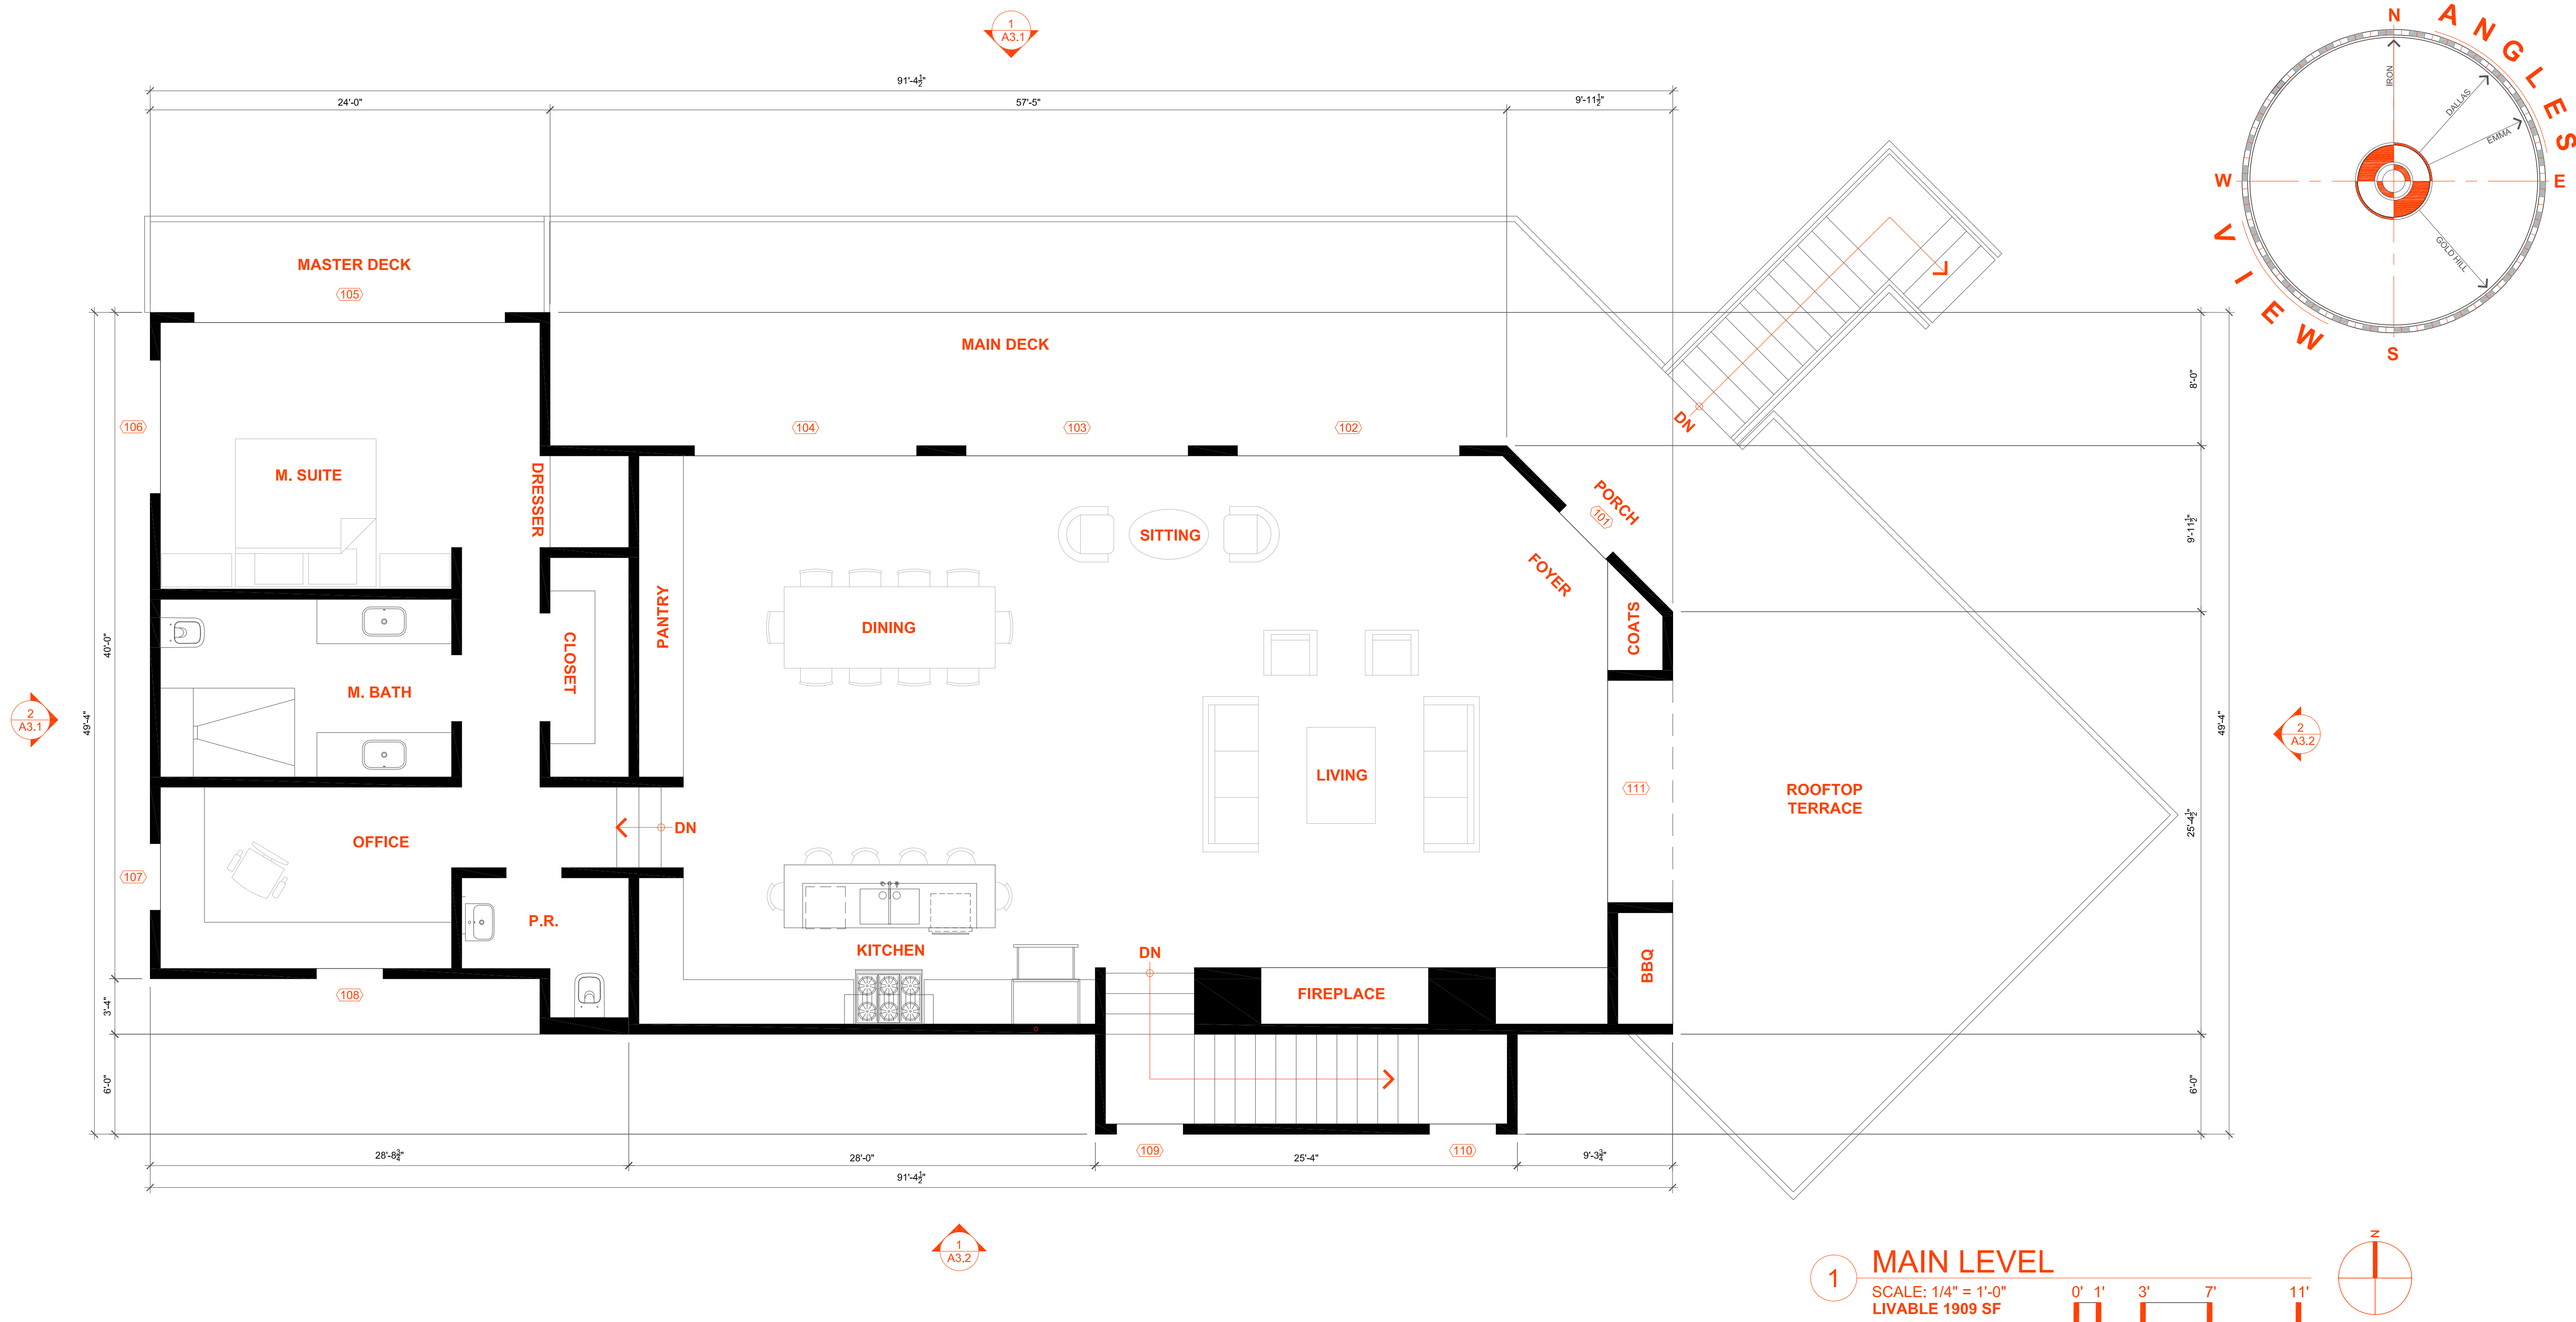 1
A3.1
91'-4½"
24'-0"
57'-5"
9'-11½"
N
ANGLES
IRON
DALLAS
EMMA
W
E
GOLD HILL
VIEW
S
MASTER DECK
105
MAIN DECK
8'-0"
DN
106
104
103
102
M. SUITE
DRESSER
PORCH
101
SITTING
9'-11½"
FOYER
PANTRY
COATS
DINING
40'-0"
CLOSET
M. BATH
2
A3.1
49'-4"
49'-4"
2
A3.2
LIVING
111
ROOFTOP
TERRACE
25'-4½"
DN
OFFICE
107
P.R.
KITCHEN
DN
BBQ
108
FIREPLACE
3'-4"
6'-0"
6'-0"
109
110
28'-8¾"
28'-0"
25'-4"
9'-3¾"
91'-4½"
1
A3.2
N
1
MAIN LEVEL
SCALE: 1/4" = 1'-0"
LIVABLE 1909 SF
0' 1' 3' 7' 11'